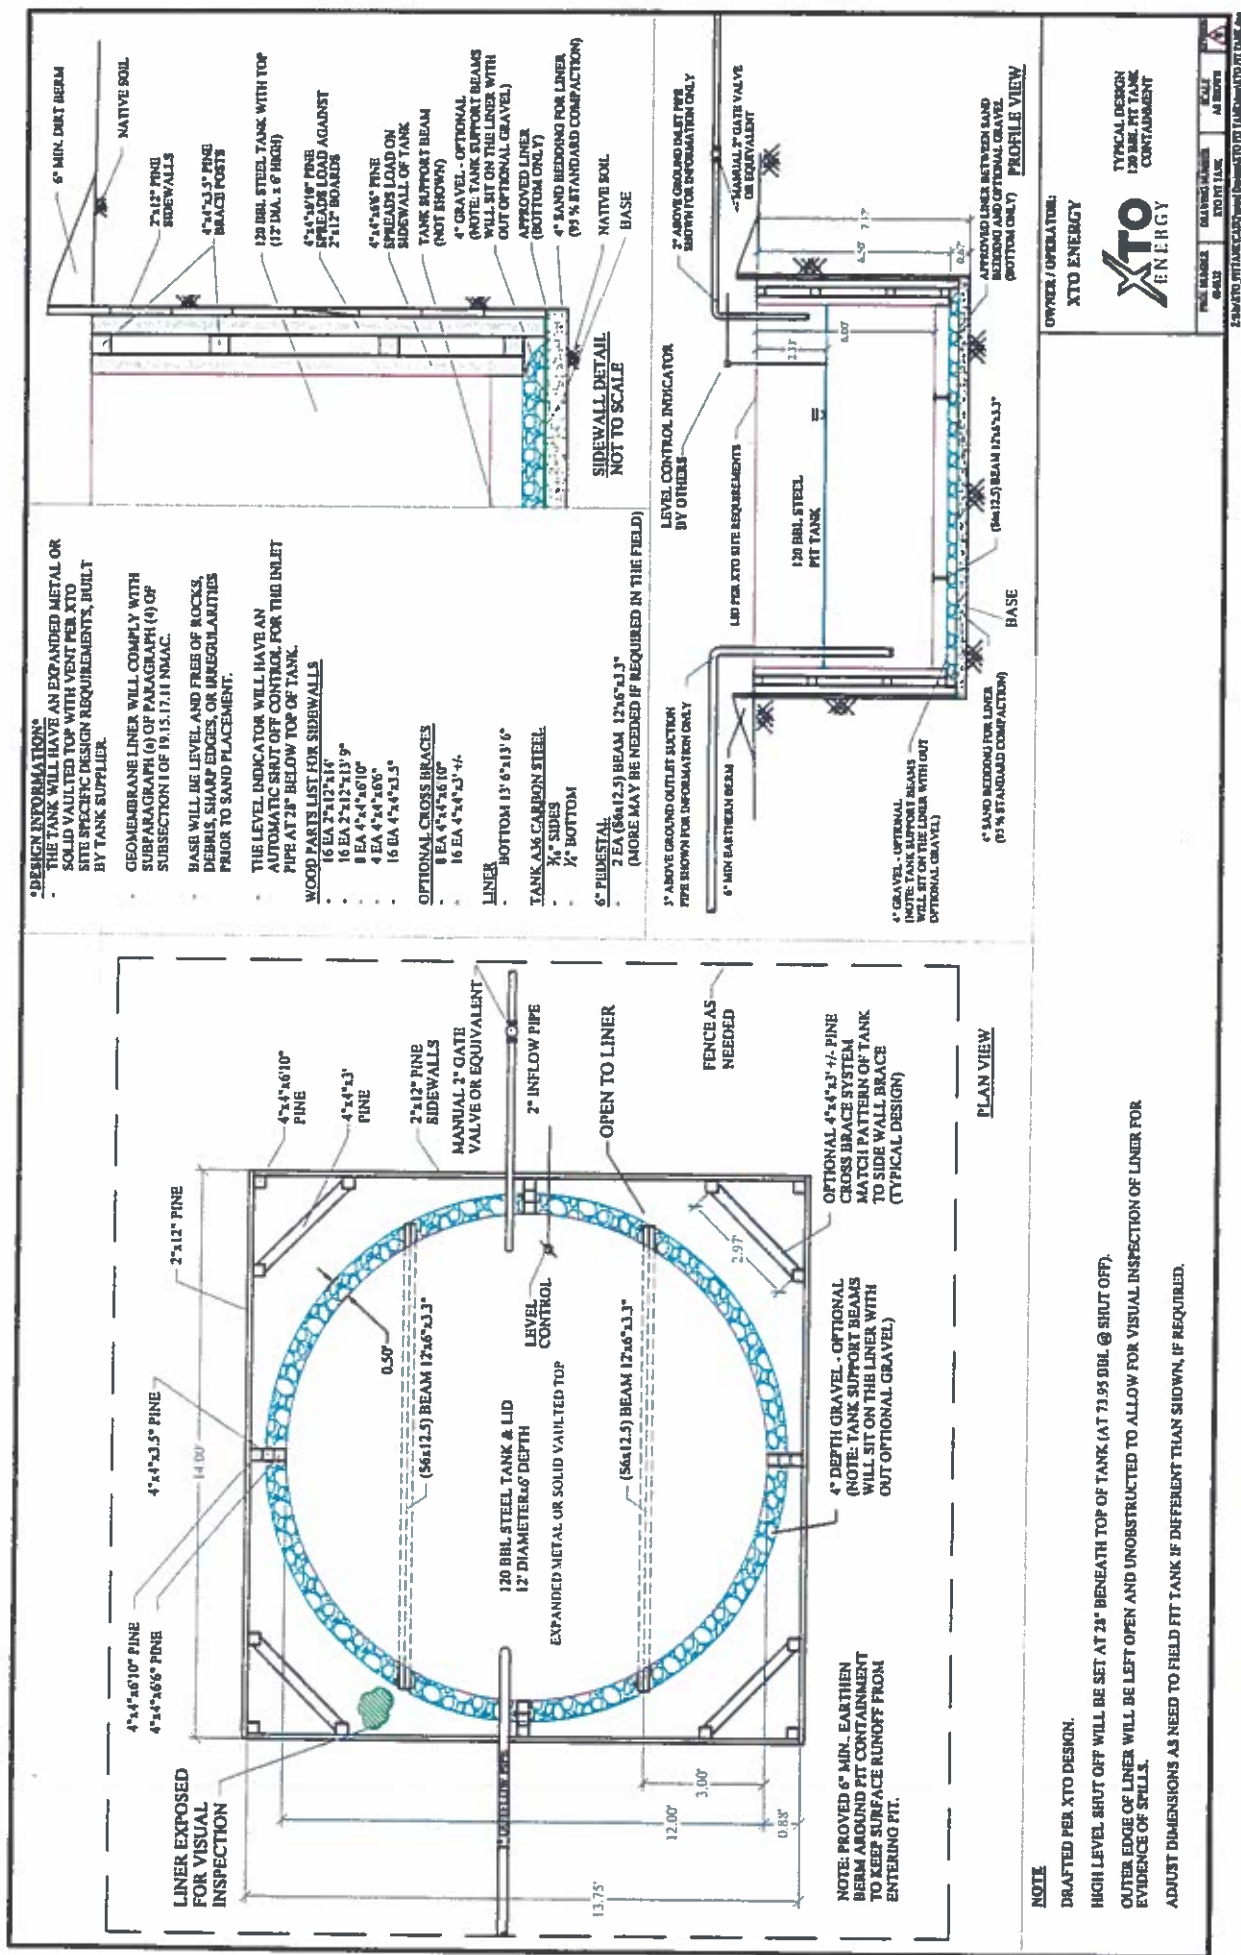 *DESIGN INFORMATION*
- THE TANK WILL HAVE AN EXPANDED METAL OR
SOLID VAULTED TOP WITH VENT PER XTO
SITE SPECIFIC DESIGN REQUIREMENTS, BUILT
BY TANK SUPPLIER.
- GEOMEMBRANE LINER WILL COMPLY WITH
SUBPARAGRAPH (a) OF PARAGRAPH (4) OF
SUBSECTION I OF 19.15.17.11 NMAC.
- BASE WILL BE LEVEL AND FREE OF ROCKS,
DEBRIS, SHARP EDGES, OR IRREGULARITIES
PRIOR TO SAND PLACEMENT.
- THE LEVEL INDICATOR WILL HAVE AN
AUTOMATIC SHUT OFF CONTROL FOR THE INLET
PIPE AT 28" BELOW TOP OF TANK.
WOOD PARTS LIST FOR SIDEWALLS
- 16 EA 2"x12"x14'
- 16 EA 2"x12"x13'9"
- 8 EA 4"x4"x6'10"
- 4 EA 4"x4"x6'6"
- 16 EA 4"x4"x3.5"
OPTIONAL CROSS BRACES
- 8 EA 4"x4"x6'10"
- 16 EA 4"x4"x3' +/-
LINER
- BOTTOM 13' 6"x13' 6"
TANK A36 CARBON STEEL
- SIDES
- ¼" BOTTOM
6" PEDESTAL
- 2 EA (S6x12.5) BEAM 12'x6"x3.3"
(MORE MAY BE NEEDED IF REQUIRED IN THE FIELD)
6" MIN. DIRT BERM
NATIVE SOIL
2"x12" PINE
SIDEWALLS
4"x4"x3.5" PINE
BRACE POSTS
120 BBL STEEL TANK WITH TOP
(12' DIA. x 6' HIGH)
4"x4"x6'10" PINE
SPREADS LOAD AGAINST
2"x12" BOARDS
4"x4"x6'6" PINE
SPREADS LOAD ON
SIDEWALL OF TANK
TANK SUPPORT BEAM
(NOT SHOWN)
4" GRAVEL - OPTIONAL
(NOTE: TANK SUPPORT BEAMS
WILL SIT ON THE LINER WITH
OUT OPTIONAL GRAVEL)
APPROVED LINER
(BOTTOM ONLY)
4" SAND BEDDING FOR LINER
(95 % STANDARD COMPACTION)
NATIVE SOIL
BASE
SIDEWALL DETAIL
NOT TO SCALE
LINER EXPOSED
FOR VISUAL
INSPECTION
4"x4"x6'10" PINE
4"x4"x6'6" PINE
4"x4"x3.5" PINE
2"x12" PINE
14.00'
4"x4"x6'10"
PINE
4"x4"x3'
PINE
2"x12" PINE
SIDEWALLS
MANUAL 2" GATE
VALVE OR EQUIVALENT
2" INFLOW PIPE
OPEN TO LINER
FENCE AS
NEEDED
0.50'
(S6x12.5) BEAM 12'x6"x3.3"
LEVEL
CONTROL
120 BBL STEEL TANK & LID
12' DIAMETERx6' DEPTH
EXPANDED METAL OR SOLID VAULTED TOP
(S6x12.5) BEAM 12'x6"x3.3"
2.97'
OPTIONAL 4"x4"x3' +/- PINE
CROSS BRACE SYSTEM
MATCH PATTERN OF TANK
TO SIDE WALL BRACE
(TYPICAL DESIGN)
4" DEPTH GRAVEL - OPTIONAL
(NOTE: TANK SUPPORT BEAMS
WILL SIT ON THE LINER WITH
OUT OPTIONAL GRAVEL)
13.75'
12.00'
3.00'
0.88'
NOTE: PROVED 6" MIN., EARTHEN
BERM AROUND PIT CONTAINMENT
TO KEEP SURFACE RUNOFF FROM
ENTERING PIT.
PLAN VIEW
3" ABOVE GROUND OUTLET SUCTION
PIPE SHOWN FOR INFORMATION ONLY
6" MIN EARTHEN BERM
LEVEL CONTROL INDICATOR
BY OTHERS
LID PER XTO SITE REQUIREMENTS
120 BBL STEEL
PIT TANK
2.33'
6.00'
6.50'
7.17'
0.67'
2" ABOVE GROUND INLET PIPE
SHOWN FOR INFORMATION ONLY
MANUAL 2" GATE VALVE
OR EQUIVALENT
4" GRAVEL - OPTIONAL
(NOTE: TANK SUPPORT BEAMS
WILL SIT ON THE LINER WITH OUT
OPTIONAL GRAVEL)
4" SAND BEDDING FOR LINER
(95 % STANDARD COMPACTION)
BASE
(S6x12.5) BEAM 12'x6"x3.3"
APPROVED LINER BETWEEN SAND
BEDDING AND OPTIONAL GRAVEL
(BOTTOM ONLY)
PROFILE VIEW
NOTE
DRAFTED PER XTO DESIGN.
HIGH LEVEL SHUT OFF WILL BE SET AT 28" BENEATH TOP OF TANK (AT 73.95 BBL @ SHUT OFF).
OUTER EDGE OF LINER WILL BE LEFT OPEN AND UNOBSTRUCTED TO ALLOW FOR VISUAL INSPECTION OF LINER FOR
EVIDENCE OF SPILLS.
ADJUST DIMENSIONS AS NEED TO FIELD FIT TANK IF DIFFERENT THAN SHOWN, IF REQUIRED.
OWNER / OPERATOR:
XTO ENERGY
XTO
ENERGY
TYPICAL DESIGN
120 BBL PIT TANK
CONTAINMENT
DRAWING NUMBER
XTO PIT TANK
SCALE
AS SHOWN